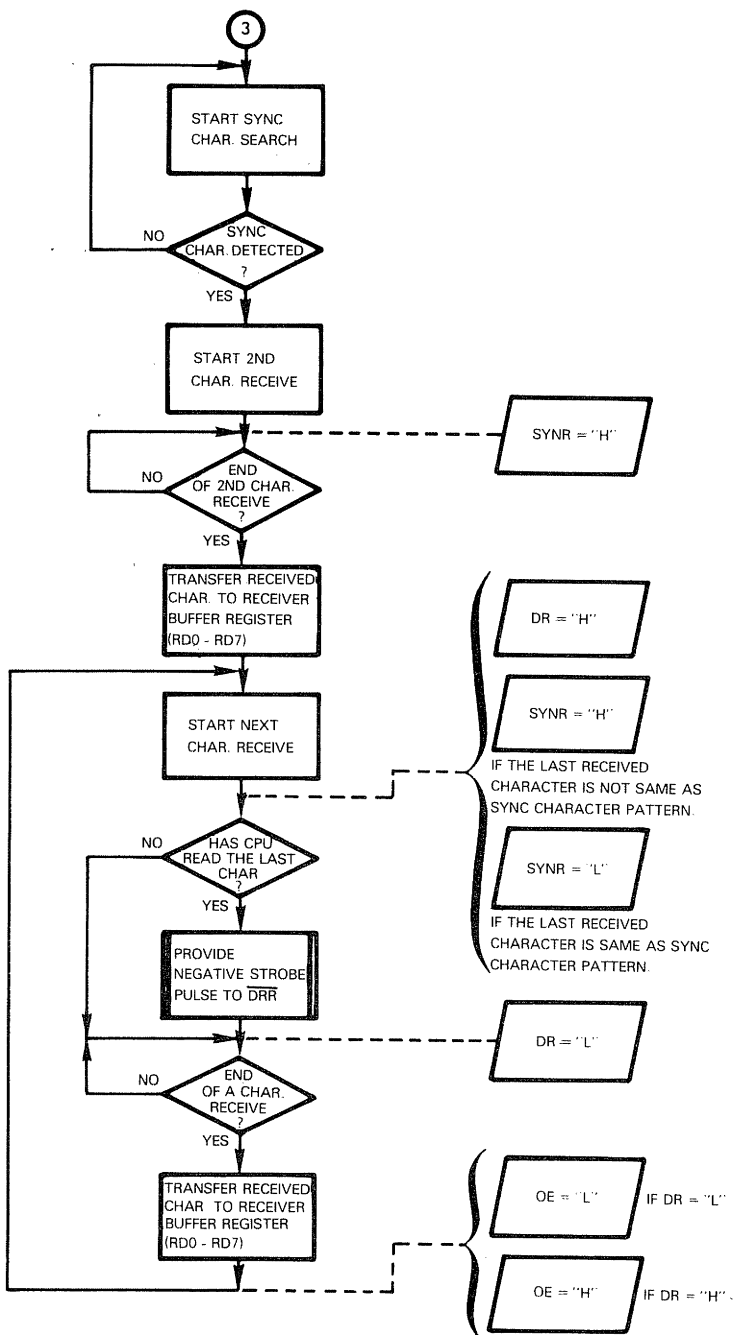 3
START SYNC
CHAR. SEARCH
NO
SYNC
CHAR. DETECTED
?
YES
START 2ND
CHAR. RECEIVE
SYNR = "H"
NO
END
OF 2ND CHAR.
RECEIVE
?
YES
TRANSFER RECEIVED
CHAR. TO RECEIVER
BUFFER REGISTER
(RD0 - RD7)
DR = "H"
START NEXT
CHAR. RECEIVE
SYNR = "H"
IF THE LAST RECEIVED
CHARACTER IS NOT SAME AS
SYNC CHARACTER PATTERN.
NO
HAS CPU
READ THE LAST
CHAR
?
YES
SYNR = "L"
IF THE LAST RECEIVED
CHARACTER IS SAME AS SYNC
CHARACTER PATTERN.
PROVIDE
NEGATIVE STROBE
PULSE TO D̅R̅R̅
DR = "L"
NO
END
OF A CHAR.
RECEIVE
?
YES
TRANSFER RECEIVED
CHAR TO RECEIVER
BUFFER REGISTER
(RD0 - RD7)
OE = "L" IF DR = "L"
OE = "H" IF DR = "H"